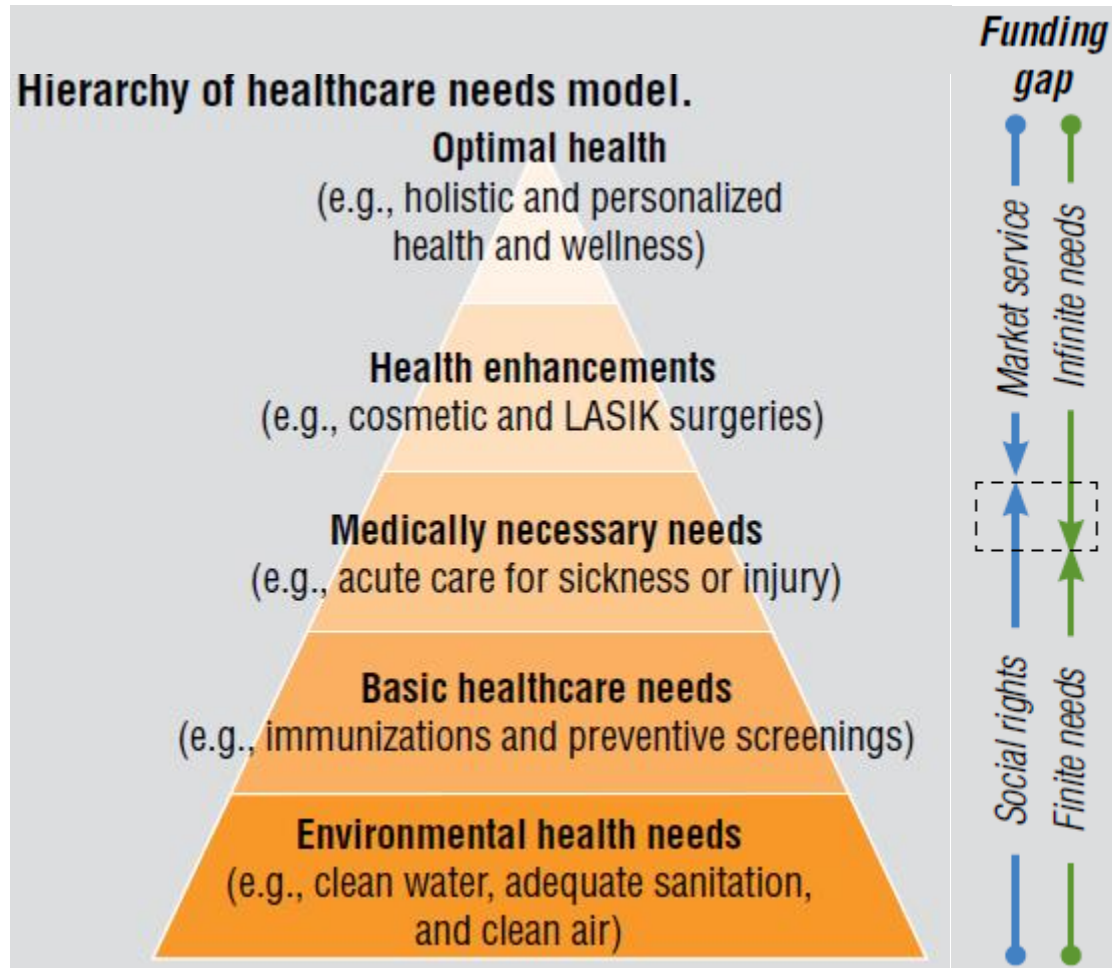 Funding
gap
Hierarchy of healthcare needs model.
Optimal health
(e.g., holistic and personalized
health and wellness)
Health enhancements
(e.g., cosmetic and LASIK surgeries)
Medically necessary needs
(e.g., acute care for sickness or injury)
Basic healthcare needs
(e.g., immunizations and preventive screenings)
Environmental health needs
(e.g., clean water, adequate sanitation,
and clean air)
Market service
Infinite needs
Social rights
Finite needs